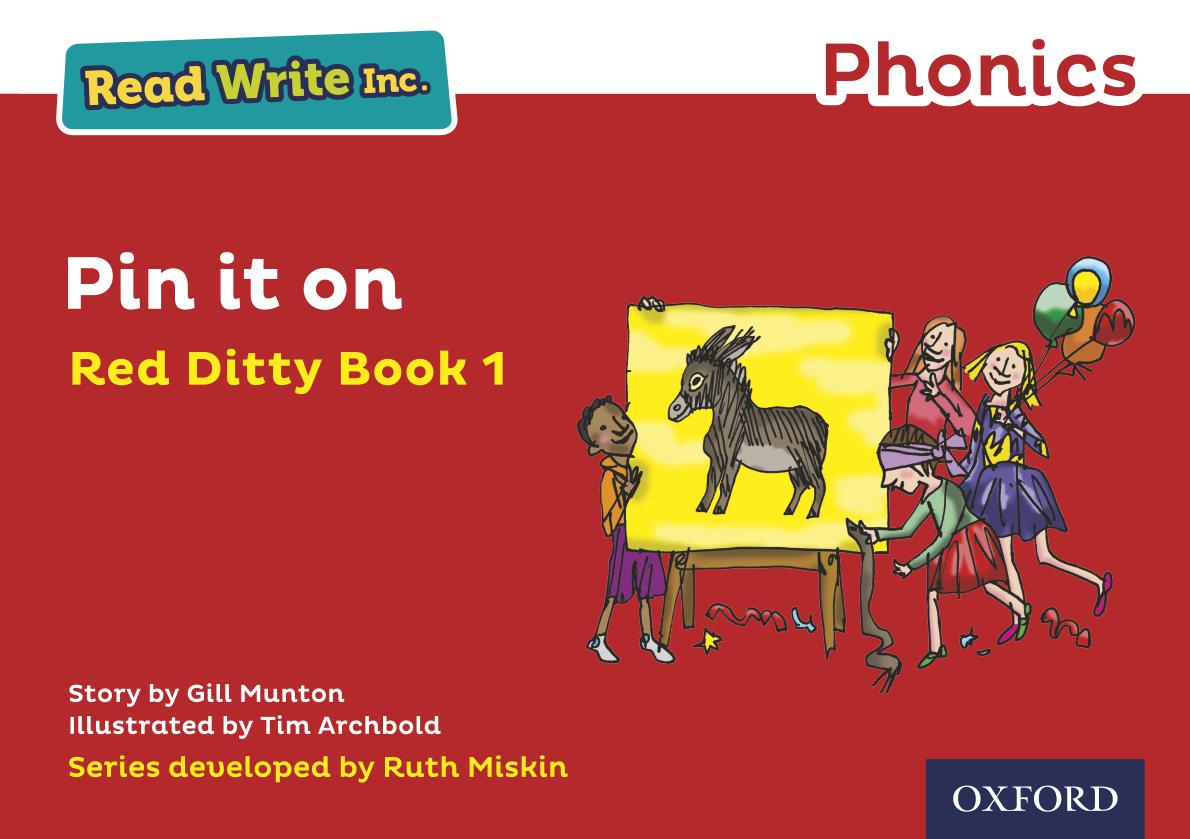 Read Write Inc.
Phonics
Pin it on
Red Ditty Book 1
Story by Gill Munton
Illustrated by Tim Archbold
Series developed by Ruth Miskin
OXFORD